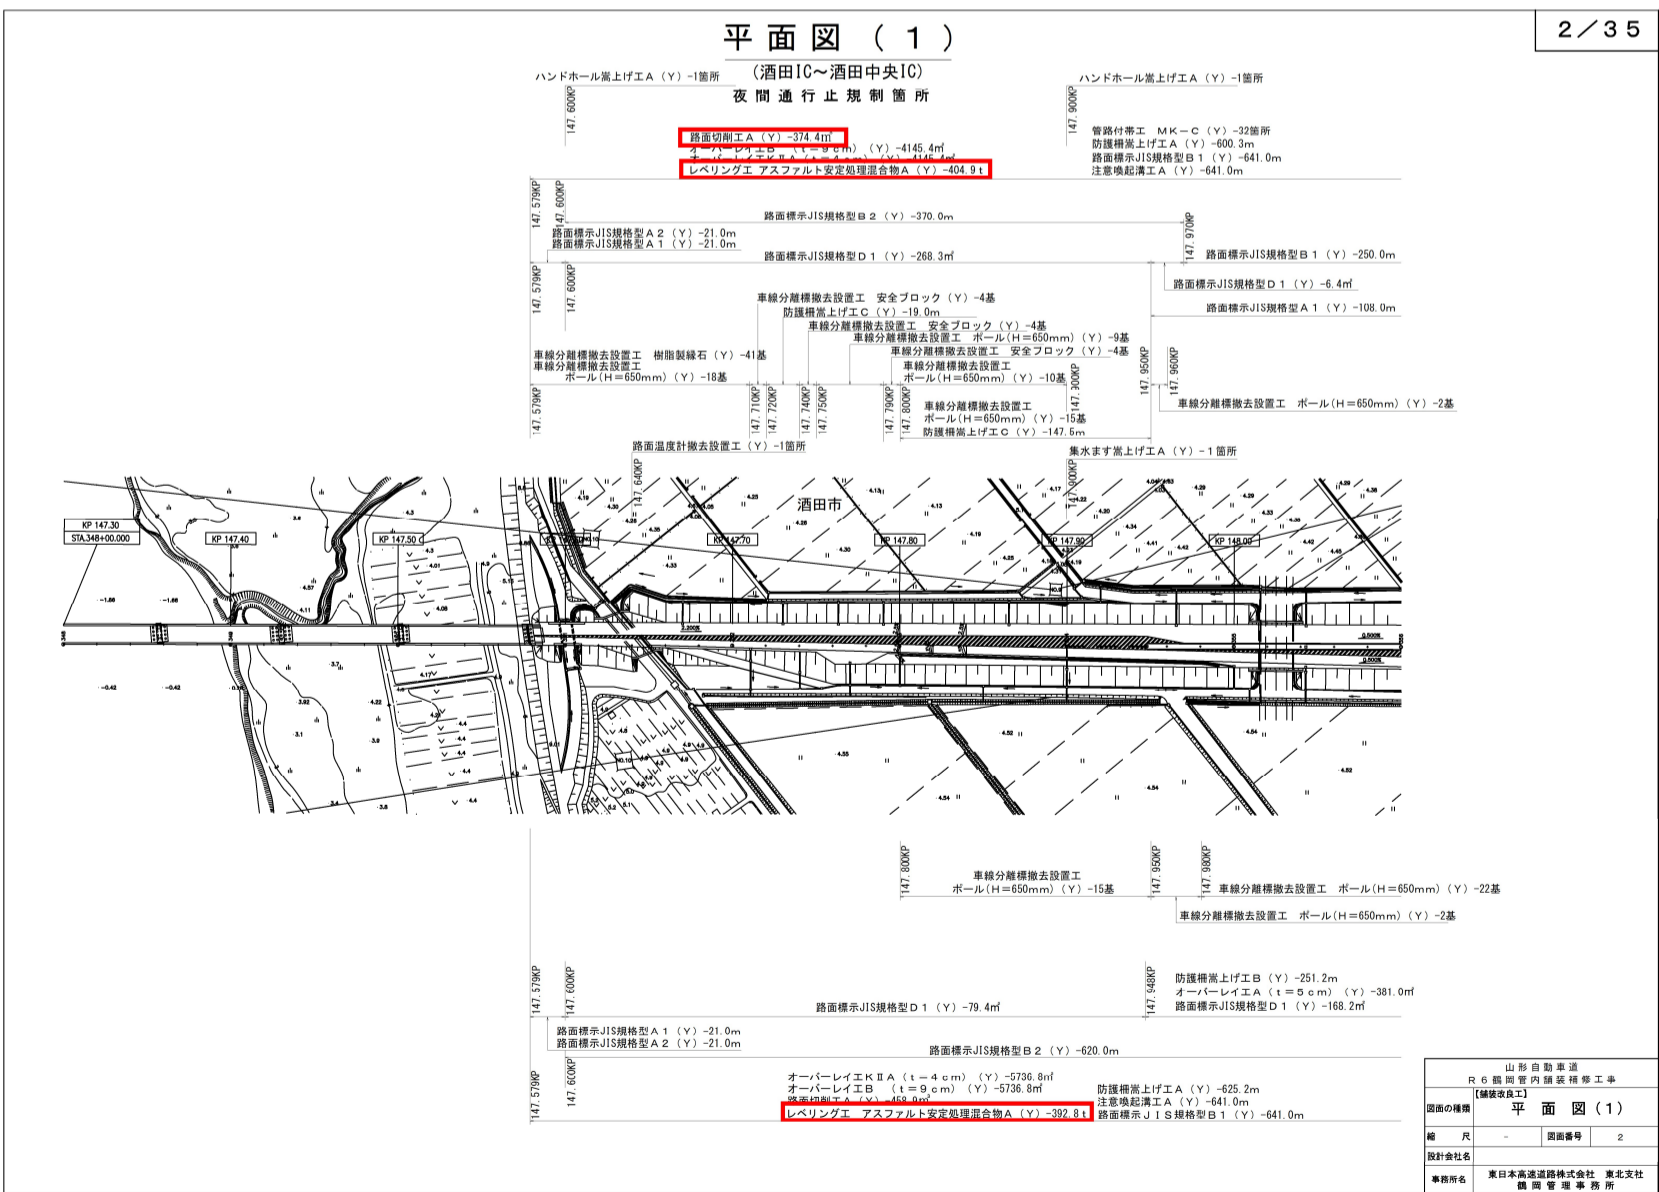 2／35
平面図（1）
(酒田IC～酒田中央IC)
夜間通行止規制箇所
ハンドホール嵩上げ工Ａ（Ｙ）-1箇所
ハンドホール嵩上げ工Ａ（Ｙ）-1箇所
147.600KP
147.900KP
路面切削工Ａ（Ｙ）-374.4㎡
オーバーレイ工Ｂ（ｔ＝９ｃｍ）（Ｙ）-4145.4㎡
オーバーレイ工ＫⅡＡ（ｔ＝４ｃｍ）（Ｙ）-4145.4㎡
レベリング工 アスファルト安定処理混合物Ａ（Ｙ）-404.9ｔ
管路付帯工　ＭＫ－Ｃ（Ｙ）-32箇所
防護柵嵩上げ工Ａ（Ｙ）-600.3m
路面標示JIS規格型Ｂ１（Ｙ）-641.0m
注意喚起溝工Ａ（Ｙ）-641.0m
147.579KP
147.600KP
路面標示JIS規格型Ｂ２（Ｙ）-370.0m
147.970KP
路面標示JIS規格型Ａ２（Ｙ）-21.0m
路面標示JIS規格型Ａ１（Ｙ）-21.0m
路面標示JIS規格型Ｄ１（Ｙ）-268.3㎡
路面標示JIS規格型Ｂ１（Ｙ）-250.0m
147.579KP
147.600KP
路面標示JIS規格型Ｄ１（Ｙ）-6.4㎡
路面標示JIS規格型Ａ１（Ｙ）-108.0m
車線分離標撤去設置工　安全ブロック（Ｙ）-4基
防護柵嵩上げ工Ｃ（Ｙ）-19.0m
車線分離標撤去設置工　安全ブロック（Ｙ）-4基
車線分離標撤去設置工　ポール(Ｈ＝650mm)（Ｙ）-9基
車線分離標撤去設置工　安全ブロック（Ｙ）-4基
車線分離標撤去設置工　樹脂製縁石（Ｙ）-41基
車線分離標撤去設置工
ポール(Ｈ＝650mm)（Ｙ）-18基
車線分離標撤去設置工
ポール(Ｈ＝650mm)（Ｙ）-10基
147.579KP
147.710KP
147.720KP
147.740KP
147.750KP
147.790KP
147.800KP
147.900KP
147.950KP
147.960KP
車線分離標撤去設置工
ポール(Ｈ＝650mm)（Ｙ）-15基
防護柵嵩上げ工Ｃ（Ｙ）-147.5m
車線分離標撤去設置工　ポール(Ｈ＝650mm)（Ｙ）-2基
路面温度計撤去設置工（Ｙ）-1箇所
集水ます嵩上げ工Ａ（Ｙ）-１箇所
147.640KP
147.940KP
酒田市
KP 147.30
STA.348+00.000
KP 147.40
KP 147.50
KP 147.70
KP 147.80
KP 147.90
KP 148.00
147.800KP
147.950KP
147.980KP
車線分離標撤去設置工
ポール(Ｈ＝650mm)（Ｙ）-15基
車線分離標撤去設置工　ポール(Ｈ＝650mm)（Ｙ）-22基
車線分離標撤去設置工　ポール(Ｈ＝650mm)（Ｙ）-2基
147.579KP
147.600KP
147.948KP
路面標示JIS規格型Ｄ１（Ｙ）-79.4㎡
防護柵嵩上げ工Ｂ（Ｙ）-251.2m
オーバーレイ工Ａ（ｔ＝５ｃｍ）（Ｙ）-381.0㎡
路面標示JIS規格型Ｄ１（Ｙ）-168.2㎡
路面標示JIS規格型Ａ１（Ｙ）-21.0m
路面標示JIS規格型Ａ２（Ｙ）-21.0m
路面標示JIS規格型Ｂ２（Ｙ）-620.0m
147.579KP
147.600KP
オーバーレイ工ＫⅡＡ（ｔ＝４ｃｍ）（Ｙ）-5736.8㎡
オーバーレイ工Ｂ　（ｔ＝９ｃｍ）（Ｙ）-5736.8㎡
路面切削工Ａ（Ｙ）-458.9㎡
レベリング工　アスファルト安定処理混合物Ａ（Ｙ）-392.8ｔ
防護柵嵩上げ工Ａ（Ｙ）-625.2m
注意喚起溝工Ａ（Ｙ）-641.0m
路面標示ＪＩＳ規格型Ｂ１（Ｙ）-641.0m
山形自動車道
Ｒ６鶴岡管内舗装補修工事
図面の種類
【舗装改良工】
平面図(1)
縮尺
-
図面番号
2
設計会社名
事務所名
東日本高速道路株式会社　東北支社
鶴岡管理事務所